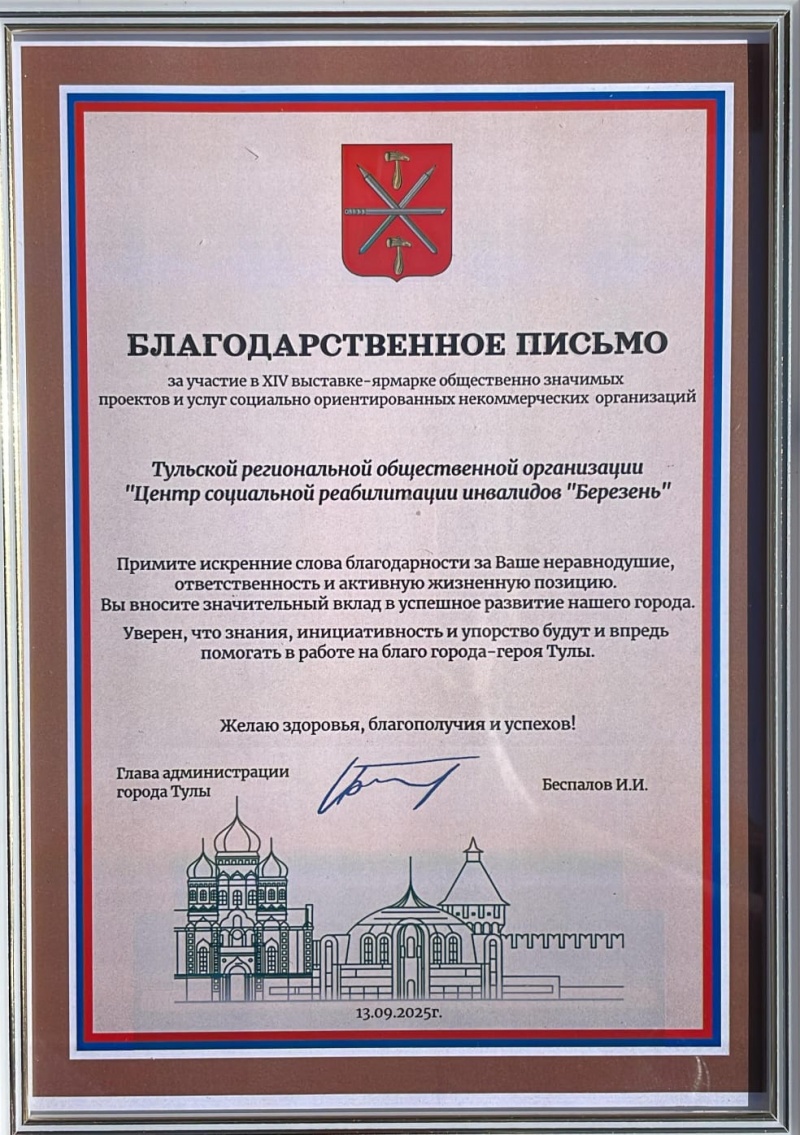 БЛАГОДАРСТВЕННОЕ ПИСЬМО
за участие в XIV выставке-ярмарке общественно значимых
проектов и услуг социально ориентированных некоммерческих организаций
Тульской региональной общественной организации
"Центр социальной реабилитации инвалидов "Березень"
Примите искренние слова благодарности за Ваше неравнодушие,
ответственность и активную жизненную позицию.
Вы вносите значительный вклад в успешное развитие нашего города.
Уверен, что знания, инициативность и упорство будут и впредь
помогать в работе на благо города-героя Тулы.
Желаю здоровья, благополучия и успехов!
Глава администрации
города Тулы
Беспалов И.И.
13.09.2025г.